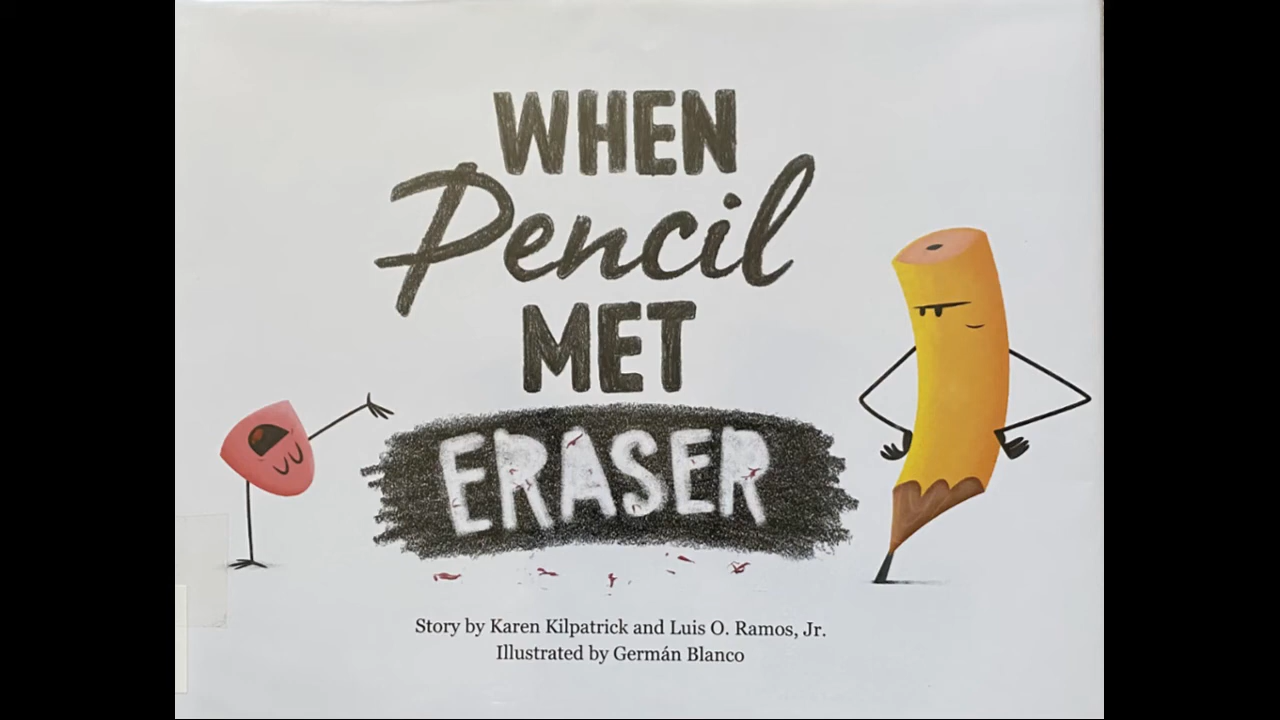 WHEN
Pencil
MET
ERASER
Story by Karen Kilpatrick and Luis O. Ramos, Jr.
Illustrated by Germán Blanco